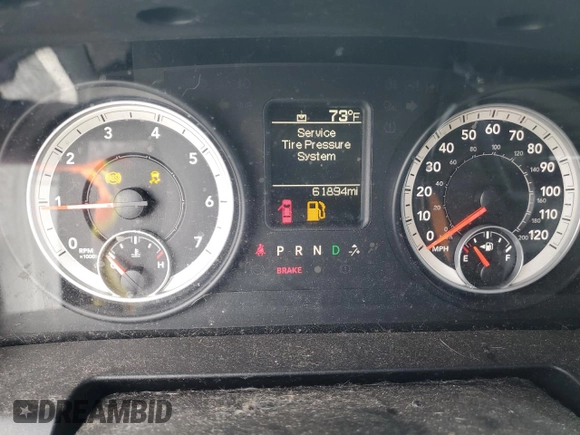 73°F
Service
Tire Pressure
System
61894mi
0 1 2 3 4 5 6 7
RPM
x1000
H
P R N D
BRAKE
0 10 20 30 40 50 60 70 80 90 100 110 120
MPH
E F
DREAMBID